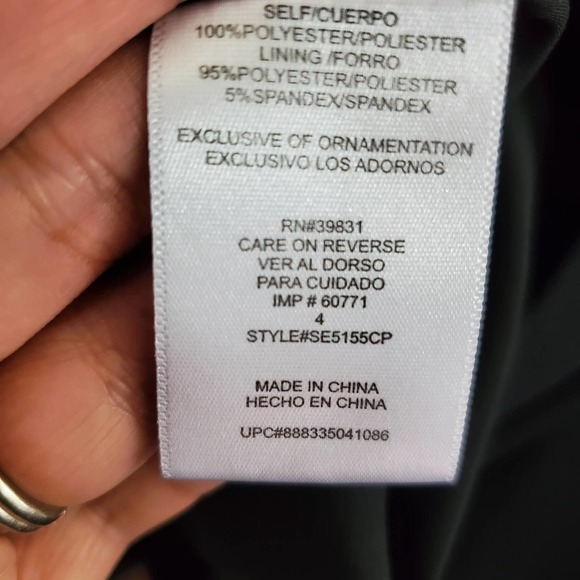 SELF/CUERPO
100%POLYESTER/POLIESTER
LINING /FORRO
95%POLYESTER/POLIESTER
5%SPANDEX/SPANDEX
EXCLUSIVE OF ORNAMENTATION
EXCLUSIVO LOS ADORNOS
RN#39831
CARE ON REVERSE
VER AL DORSO
PARA CUIDADO
IMP # 60771
4
STYLE#SE5155CP
MADE IN CHINA
HECHO EN CHINA
UPC#888335041086